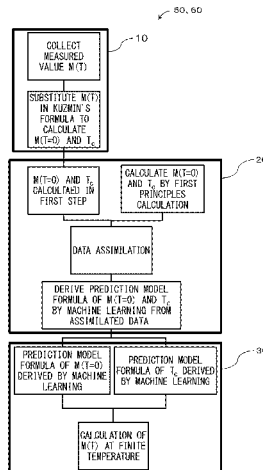 50, 60
10
COLLECT
MEASURED
VALUE M(T)
SUBSTITUTE M(T)
IN KUZMIN'S
FORMULA TO
CALCULATE
M(T=0) AND Tc
20
M(T=0) AND Tc
CALCULTAED IN
FIRST STEP
CALCULATE M(T=0)
AND Tc BY FIRST
PRINCIPLES
CALCULATION
DATA ASSIMILATION
DERIVE PREDICTION MODEL
FORMULA OF M(T=0) AND Tc
BY MACHINE LEARNING FROM
ASSIMILATED DATA
30
PREDICTION MODEL
FORMULA OF M(T=0)
DERIVED BY MACHINE
LEARNING
PREDICTION MODEL
FORMULA OF Tc DERIVED
BY MACHINE LEARNING
CALCULATION OF
M(T) AT FINITE
TEMPERATURE